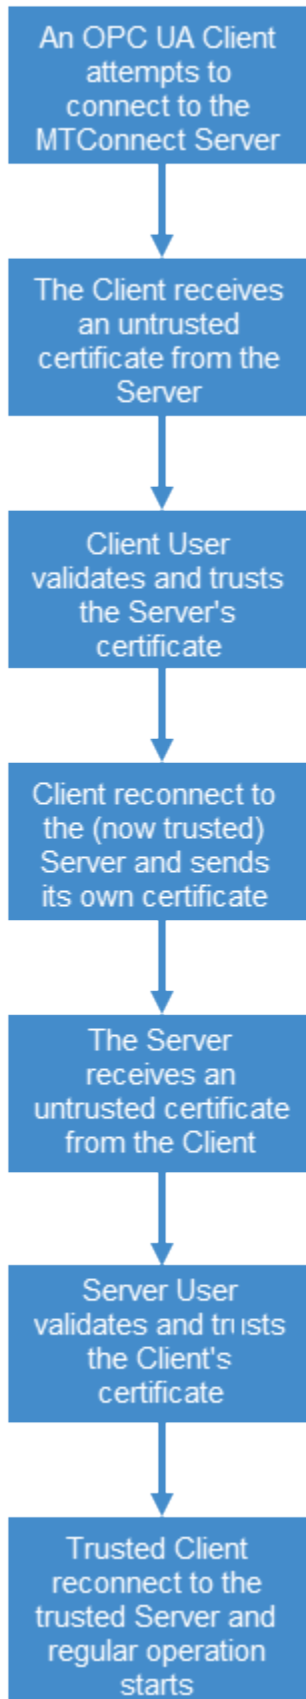 An OPC UA Client
attempts to
connect to the
MTConnect Server
The Client receives
an untrusted
certificate from the
Server
Client User
validates and trusts
the Server's
certificate
Client reconnect to
the (now trusted)
Server and sends
its own certificate
The Server
receives an
untrusted certificate
from the Client
Server User
validates and trusts
the Client's
certificate
Trusted Client
reconnect to the
trusted Server and
regular operation
starts